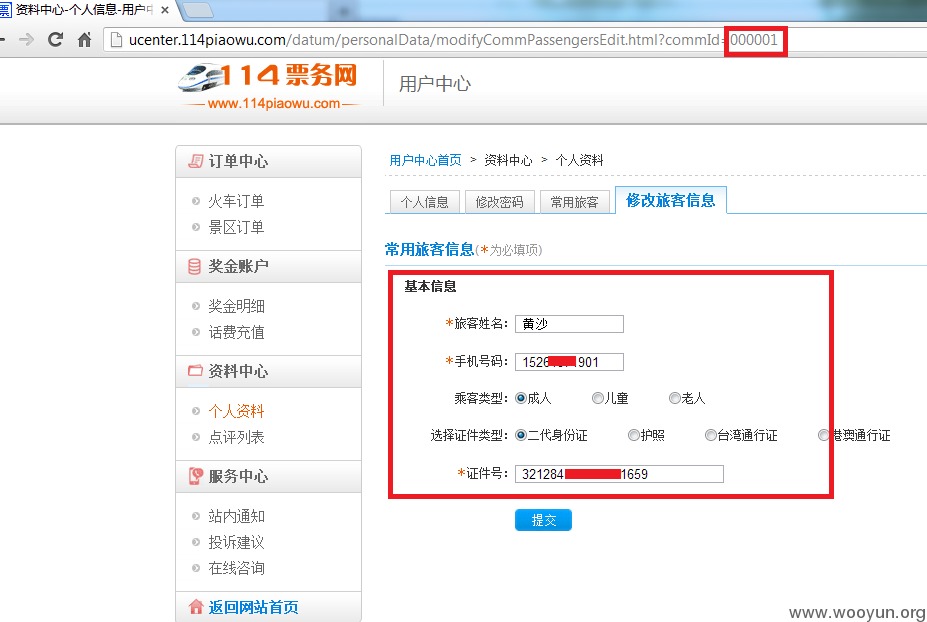 票 资料中心-个人信息-用户中
ucenter.114piaowu.com/datum/personalData/modifyCommPassengersEdit.html?commId=000001
114票务网
www.114piaowu.com
用户中心
订单中心
火车订单
景区订单
奖金账户
奖金明细
话费充值
资料中心
个人资料
点评列表
服务中心
站内通知
投诉建议
在线咨询
返回网站首页
用户中心首页 > 资料中心 > 个人资料
个人信息 修改密码 常用旅客 修改旅客信息
常用旅客信息(*为必填项)
基本信息
*旅客姓名: 黄沙
*手机号码: 1526 901
乘客类型: 成人 儿童 老人
选择证件类型: 二代身份证 护照 台湾通行证 港澳通行证
*证件号: 321284 1659
提交
www.wooyun.org